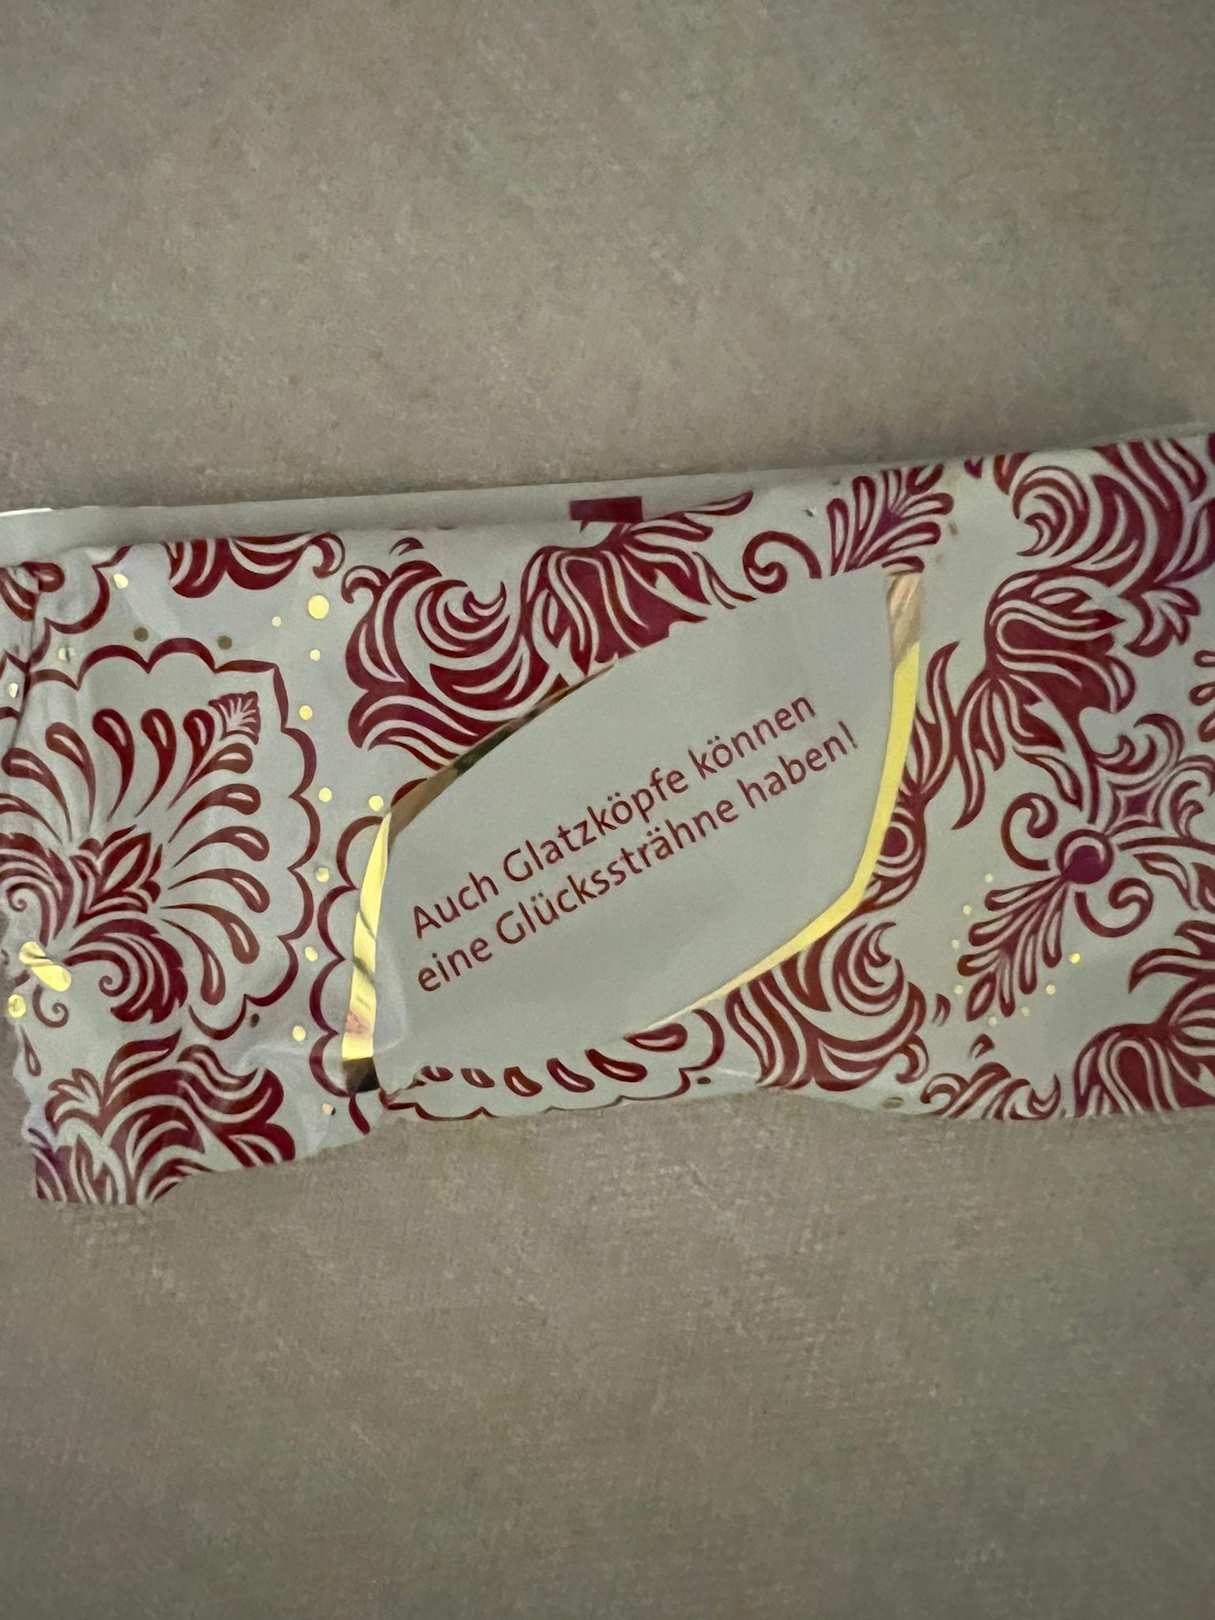 Auch Glatzköpfe können
eine Glückssträhne haben!